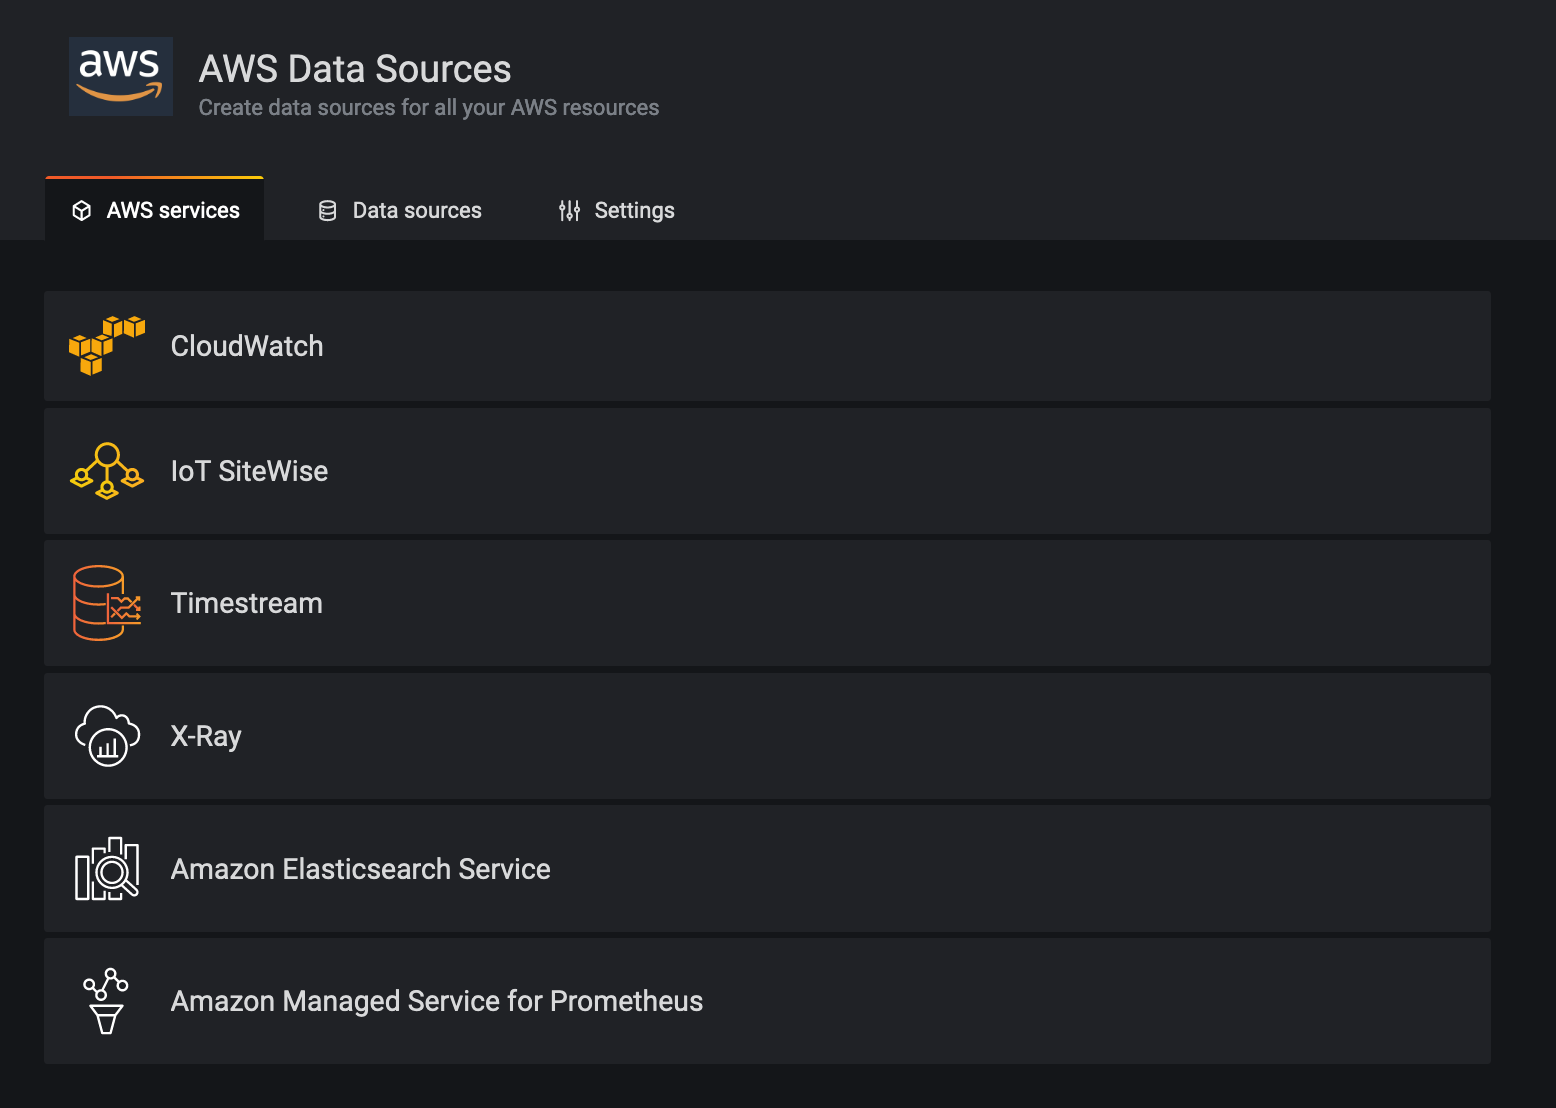 aws
AWS Data Sources
Create data sources for all your AWS resources
AWS services
Data sources
Settings
CloudWatch
IoT SiteWise
Timestream
X-Ray
Amazon Elasticsearch Service
Amazon Managed Service for Prometheus